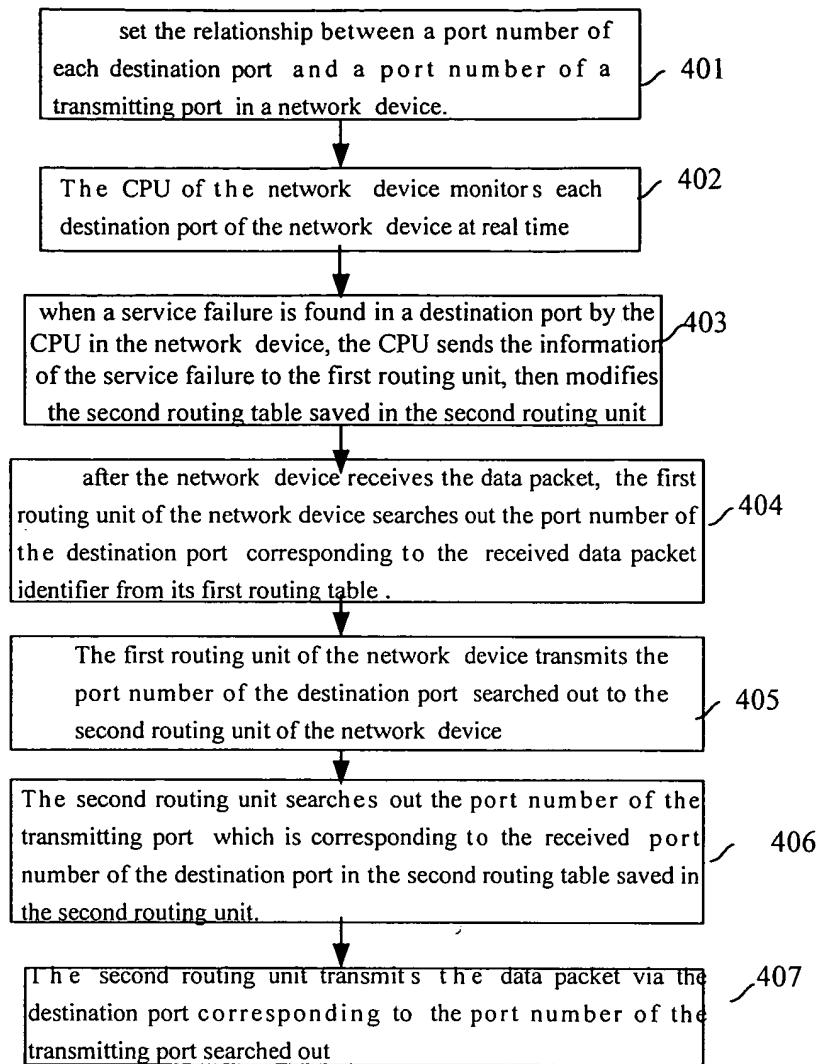 set the relationship between a port number of
each destination port and a port number of a
transmitting port in a network device.
401
The CPU of the network device monitors each
destination port of the network device at real time
402
when a service failure is found in a destination port by the
CPU in the network device, the CPU sends the information
of the service failure to the first routing unit, then modifies
the second routing table saved in the second routing unit
403
after the network device receives the data packet, the first
routing unit of the network device searches out the port number of
the destination port corresponding to the received data packet
identifier from its first routing table .
404
The first routing unit of the network device transmits the
port number of the destination port searched out to the
second routing unit of the network device
405
The second routing unit searches out the port number of the
transmitting port which is corresponding to the received port
number of the destination port in the second routing table saved in
the second routing unit.
406
The second routing unit transmits the data packet via the
destination port corresponding to the port number of the
transmitting port searched out
407